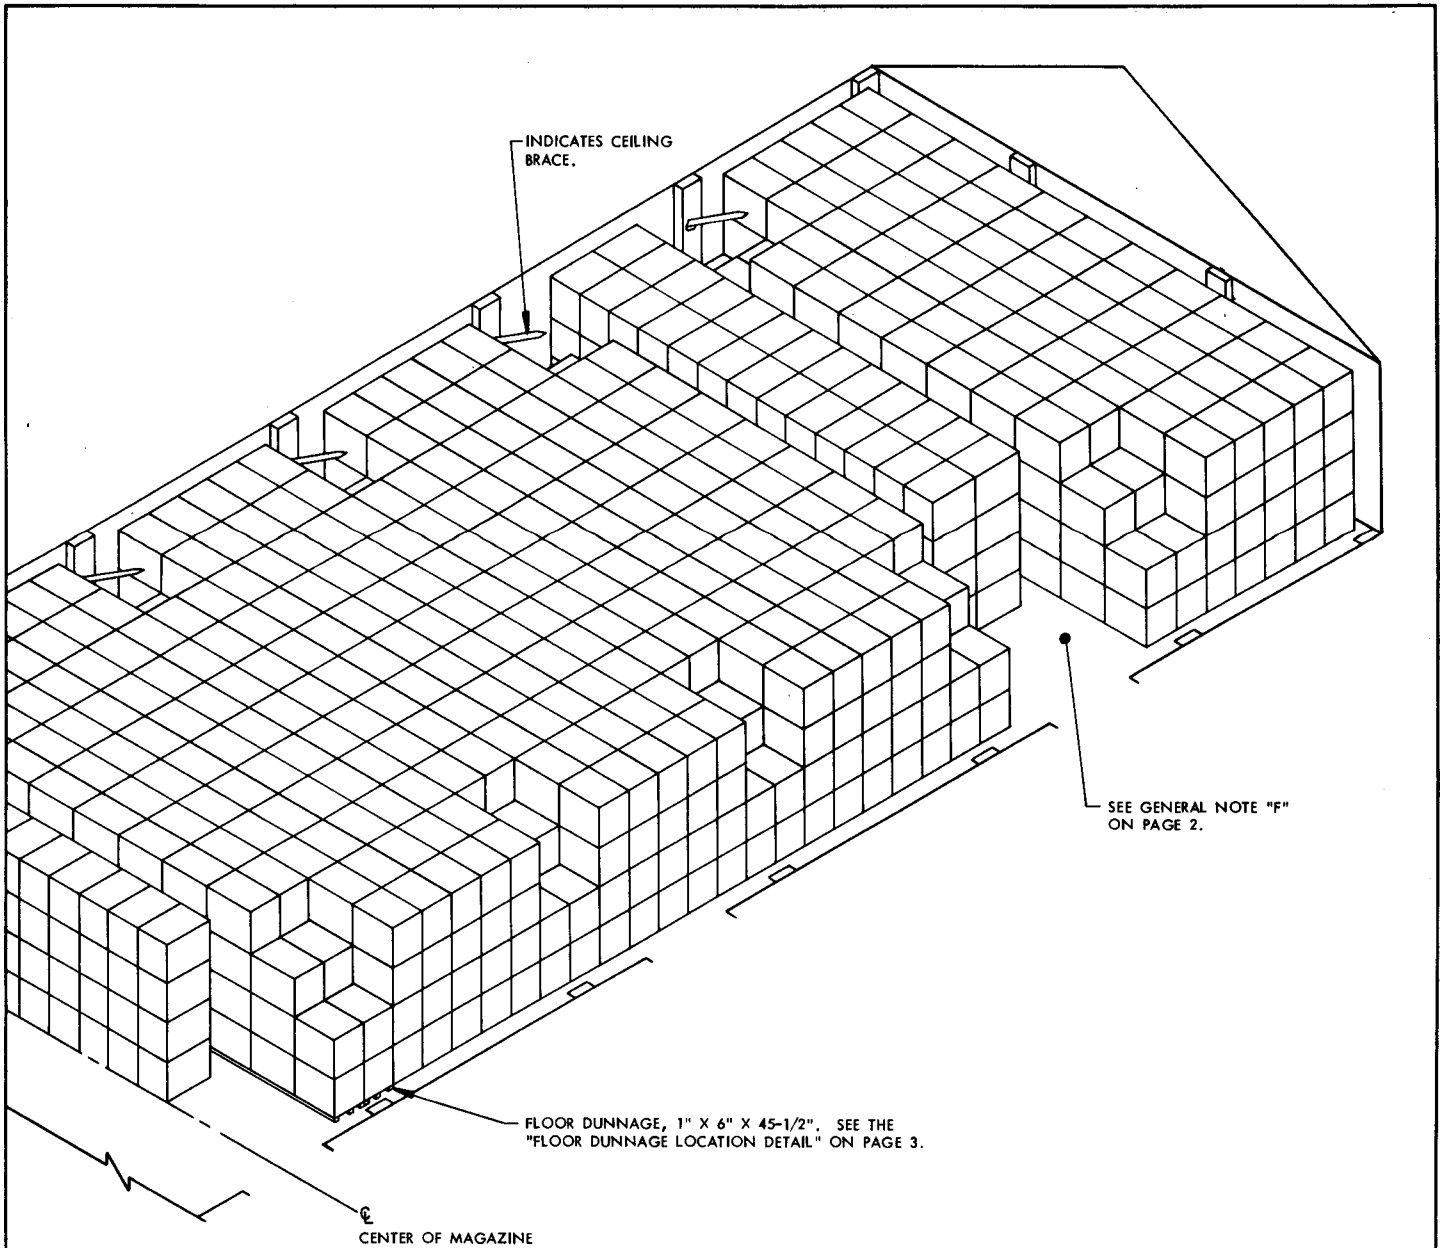 INDICATES CEILING
BRACE.
SEE GENERAL NOTE "F"
ON PAGE 2.
FLOOR DUNNAGE, 1" X 6" X 45-1/2". SEE THE
"FLOOR DUNNAGE LOCATION DETAIL" ON PAGE 3.
℄
CENTER OF MAGAZINE